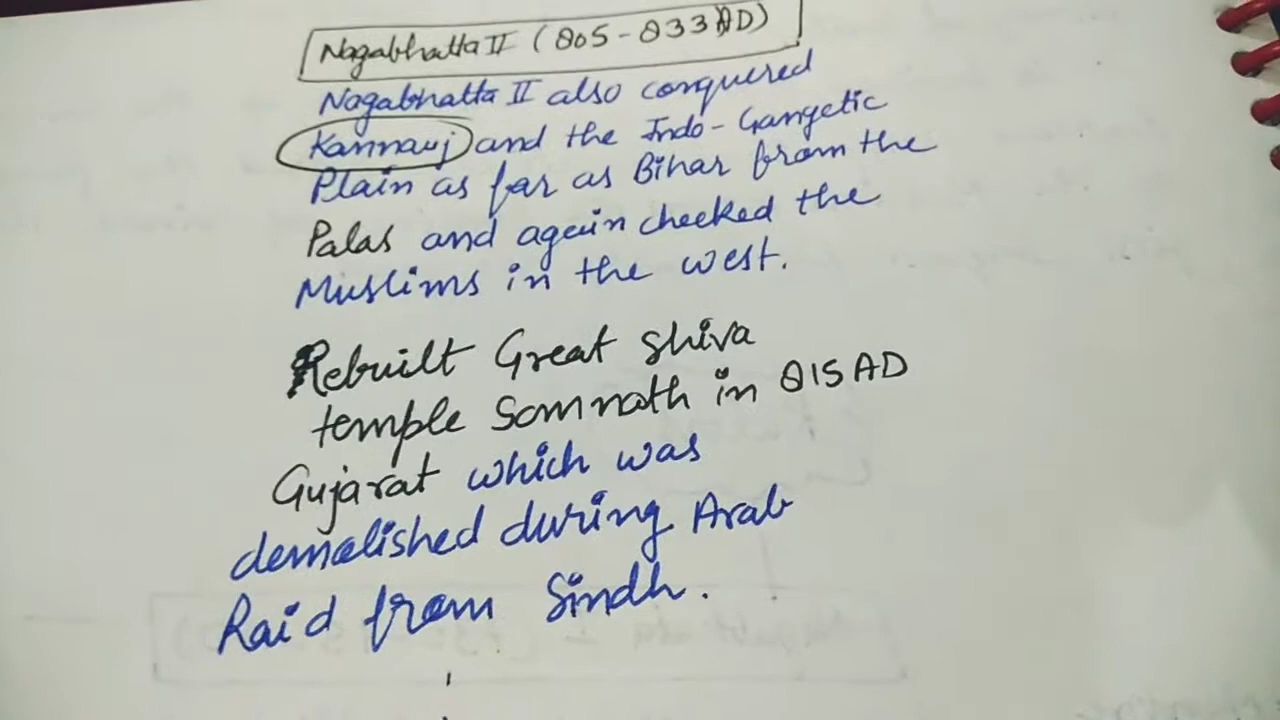 Nagabhatta II (805-833AD)
Nagabhatta II also conquered
Kannauj and the Indo-Gangetic
Plain as far as Bihar from the
Palas and again checked the
Muslims in the west.
Rebuilt Great Shiva
temple Somnath in 815 AD
Gujarat which was
demolished during Arab
Raid from Sindh.